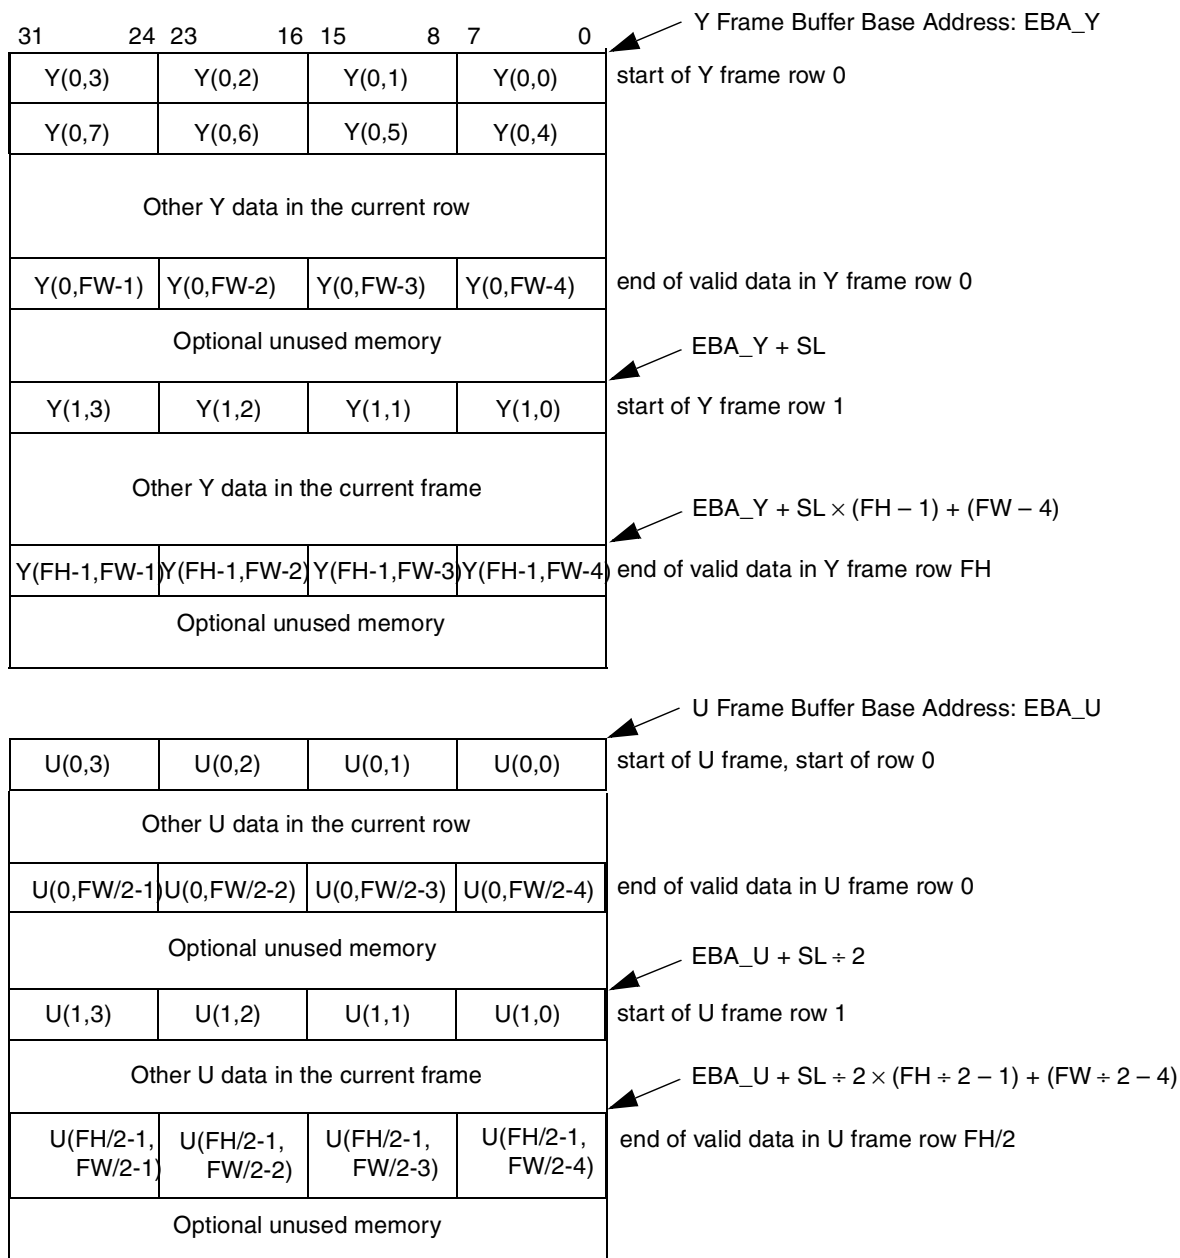 Y Frame Buffer Base Address: EBA_Y
31 24 23 16 15 8 7 0
Y(0,3) Y(0,2) Y(0,1) Y(0,0) start of Y frame row 0
Y(0,7) Y(0,6) Y(0,5) Y(0,4)
Other Y data in the current row
Y(0,FW-1) Y(0,FW-2) Y(0,FW-3) Y(0,FW-4) end of valid data in Y frame row 0
Optional unused memory
EBA_Y + SL
Y(1,3) Y(1,2) Y(1,1) Y(1,0) start of Y frame row 1
Other Y data in the current frame
EBA_Y + SL × (FH – 1) + (FW – 4)
Y(FH-1,FW-1) Y(FH-1,FW-2) Y(FH-1,FW-3) Y(FH-1,FW-4) end of valid data in Y frame row FH
Optional unused memory
U Frame Buffer Base Address: EBA_U
U(0,3) U(0,2) U(0,1) U(0,0) start of U frame, start of row 0
Other U data in the current row
U(0,FW/2-1) U(0,FW/2-2) U(0,FW/2-3) U(0,FW/2-4) end of valid data in U frame row 0
Optional unused memory
EBA_U + SL ÷ 2
U(1,3) U(1,2) U(1,1) U(1,0) start of U frame row 1
Other U data in the current frame
EBA_U + SL ÷ 2 × (FH ÷ 2 – 1) + (FW ÷ 2 – 4)
U(FH/2-1, U(FH/2-1, U(FH/2-1, U(FH/2-1, end of valid data in U frame row FH/2
FW/2-1) FW/2-2) FW/2-3) FW/2-4)
Optional unused memory